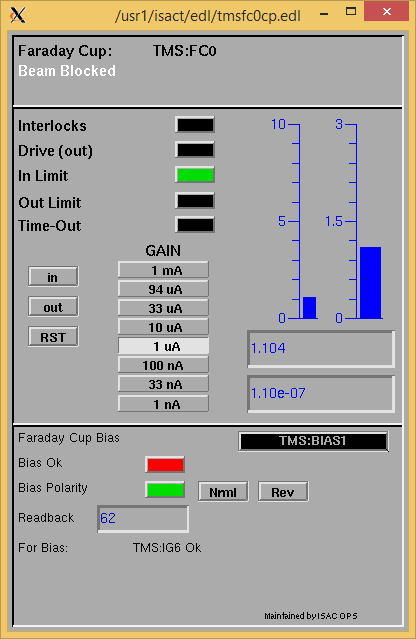 /usr1/isact/edl/tmsfc0cp.edl
Faraday Cup: TMS:FC0
Beam Blocked
Interlocks
Drive (out)
In Limit
Out Limit
Time-Out
10 3
5 1.5
0 0
GAIN
1 mA
94 uA
33 uA
10 uA
1 uA
100 nA
33 nA
1 nA
in
out
RST
1.104
1.10e-07
Faraday Cup Bias TMS:BIAS1
Bias Ok
Bias Polarity Nrml Rev
Readback 62
For Bias: TMS:IG6 Ok
Maintained by ISAC OPS